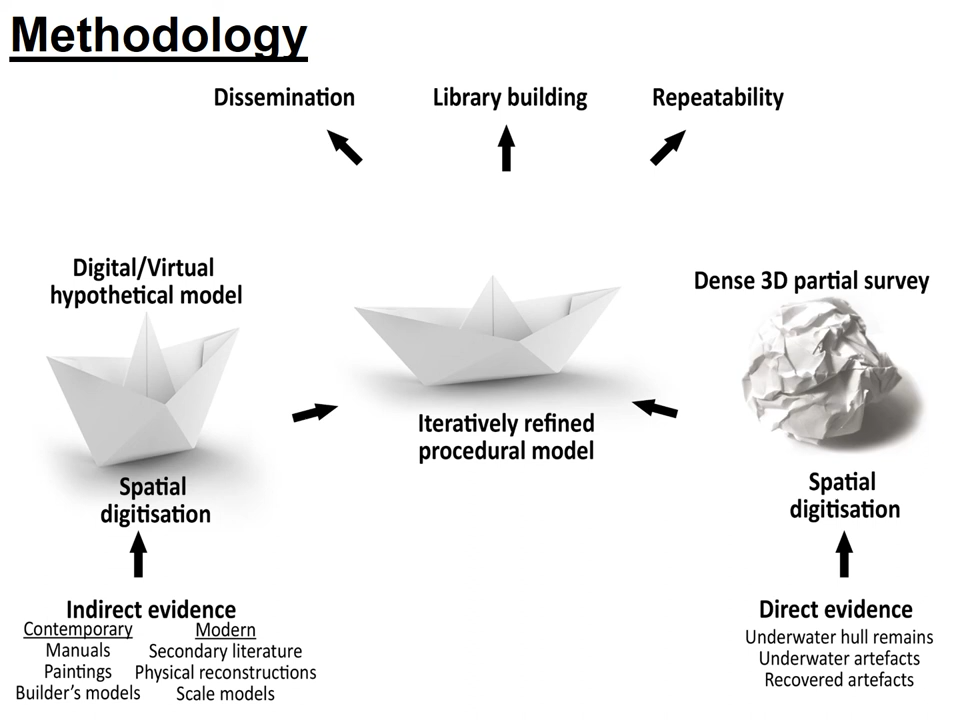 Methodology
Dissemination
Library building
Repeatability
Digital/Virtual
hypothetical model
Dense 3D partial survey
Iteratively refined
procedural model
Spatial
digitisation
Spatial
digitisation
Indirect evidence
Contemporary
Manuals
Paintings
Builder's models
Modern
Secondary literature
Physical reconstructions
Scale models
Direct evidence
Underwater hull remains
Underwater artefacts
Recovered artefacts